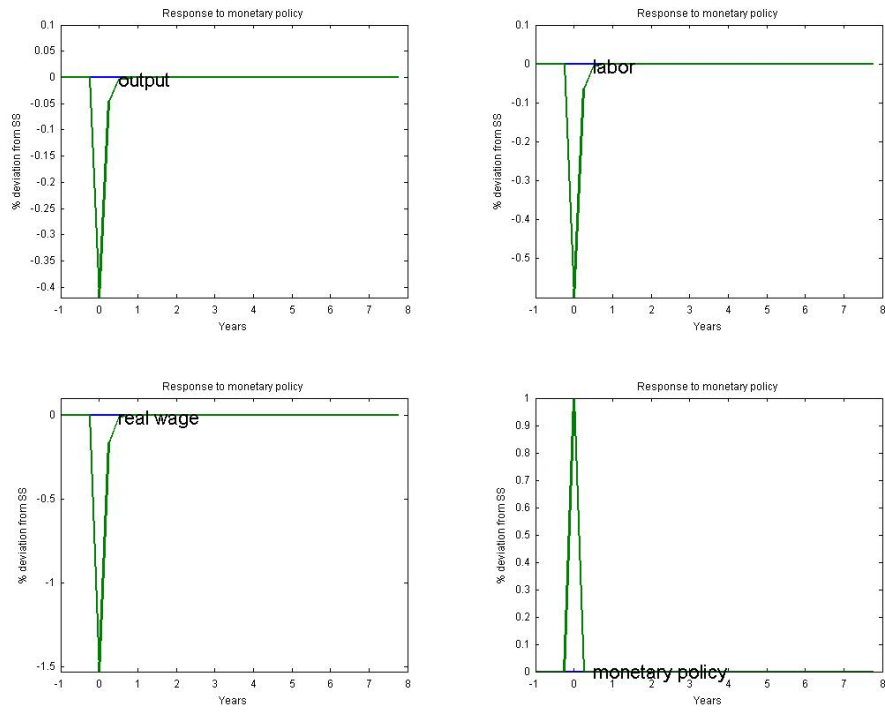 Response to monetary policy
0.1
0.05
0
-0.05
-0.1
-0.15
-0.2
-0.25
-0.3
-0.35
-0.4
% deviation from SS
output
-1 0 1 2 3 4 5 6 7 8
Years
Response to monetary policy
0.1
0
-0.1
-0.2
-0.3
-0.4
-0.5
% deviation from SS
labor
-1 0 1 2 3 4 5 6 7 8
Years
Response to monetary policy
0
-0.5
-1
-1.5
% deviation from SS
real wage
-1 0 1 2 3 4 5 6 7 8
Years
Response to monetary policy
1
0.9
0.8
0.7
0.6
0.5
0.4
0.3
0.2
0.1
0
% deviation from SS
monetary policy
-1 0 1 2 3 4 5 6 7 8
Years